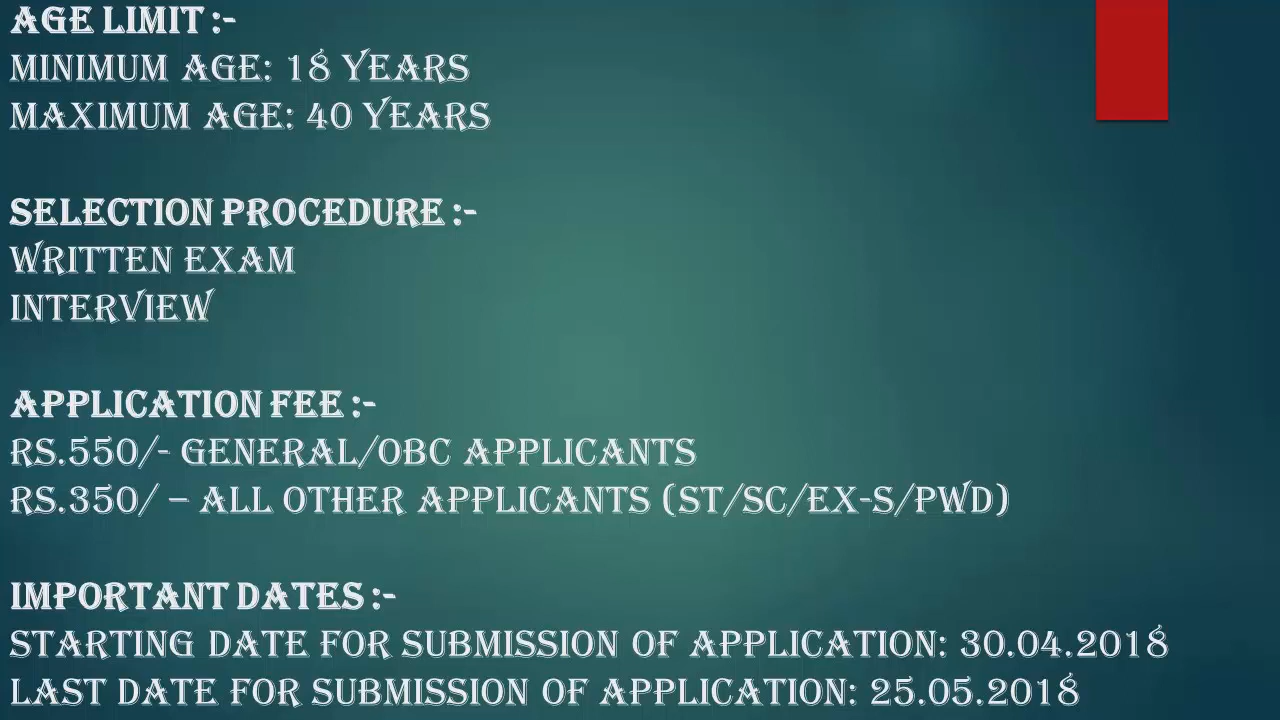 AGE LIMIT :-
MINIMUM AGE: 18 YEARS
MAXIMUM AGE: 40 YEARS
SELECTION PROCEDURE :-
WRITTEN EXAM
INTERVIEW
APPLICATION FEE :-
RS.550/- GENERAL/OBC APPLICANTS
RS.350/ – ALL OTHER APPLICANTS (ST/SC/EX-S/PWD)
IMPORTANT DATES :-
STARTING DATE FOR SUBMISSION OF APPLICATION: 30.04.2018
LAST DATE FOR SUBMISSION OF APPLICATION: 25.05.2018